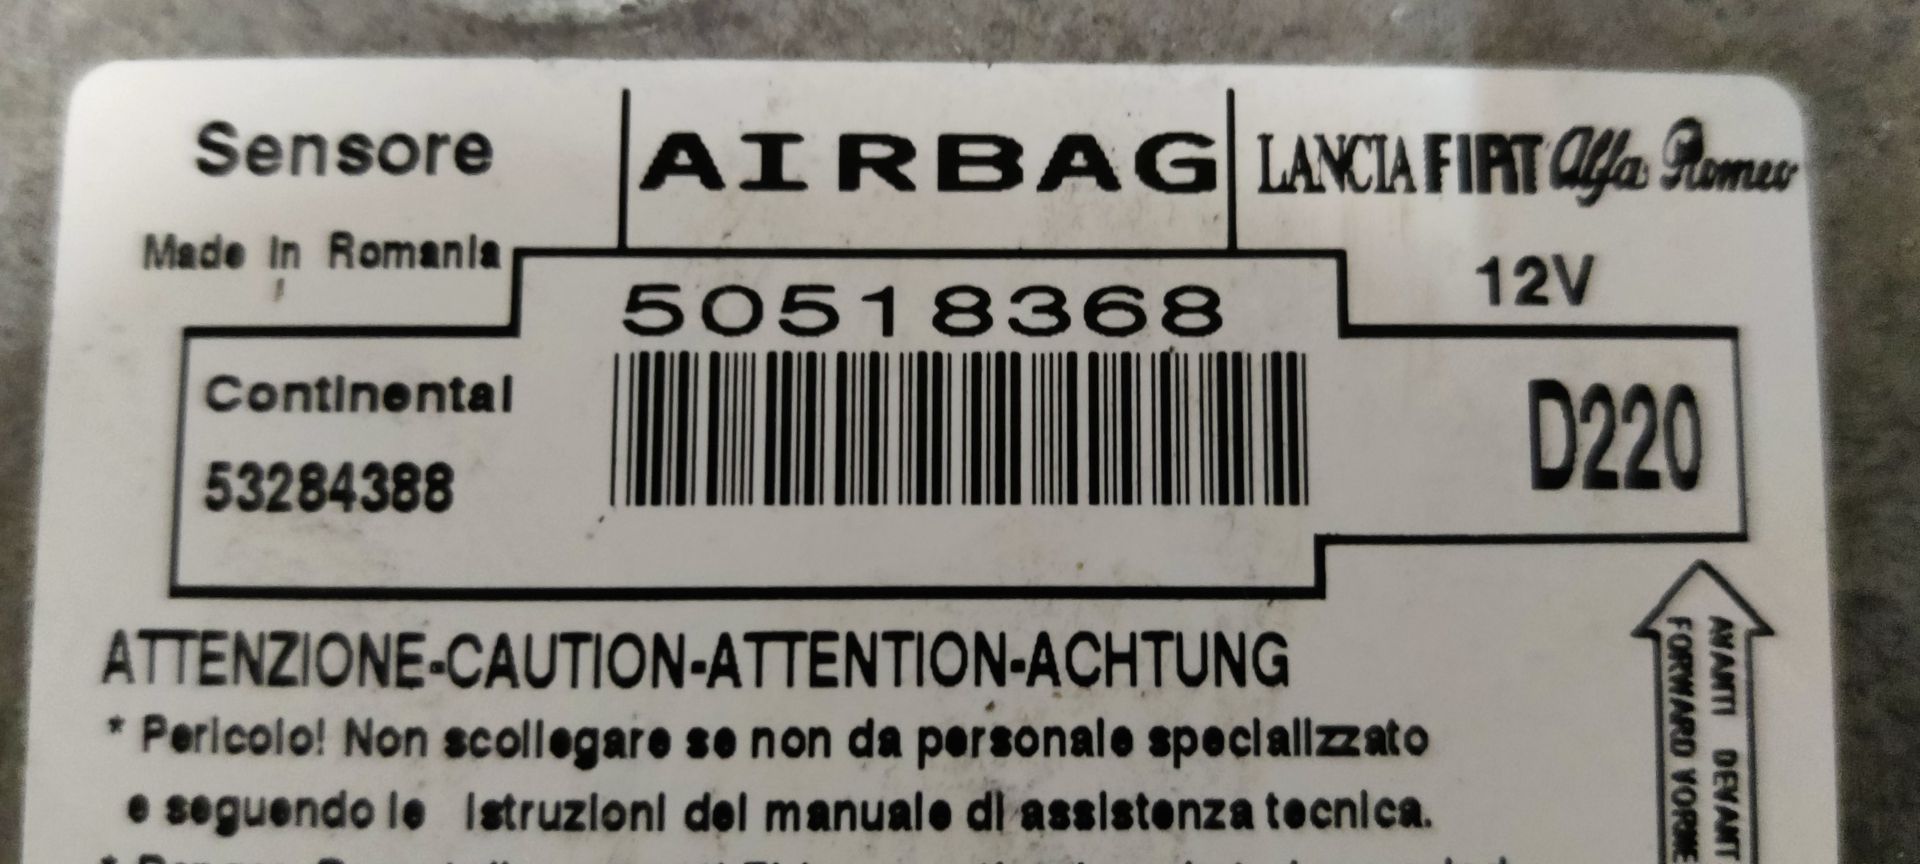 Sensore
AIRBAG
LANCIA FIAT Alfa Romeo
Made in Romania
12V
50518368
Continental
53284388
D220
ATTENZIONE-CAUTION-ATTENTION-ACHTUNG
* Pericolo! Non scollegare se non da personale specializzato
e seguendo le istruzioni del manuale di assistenza tecnica.
AVANTI DEVANT
FORWARD VORNE